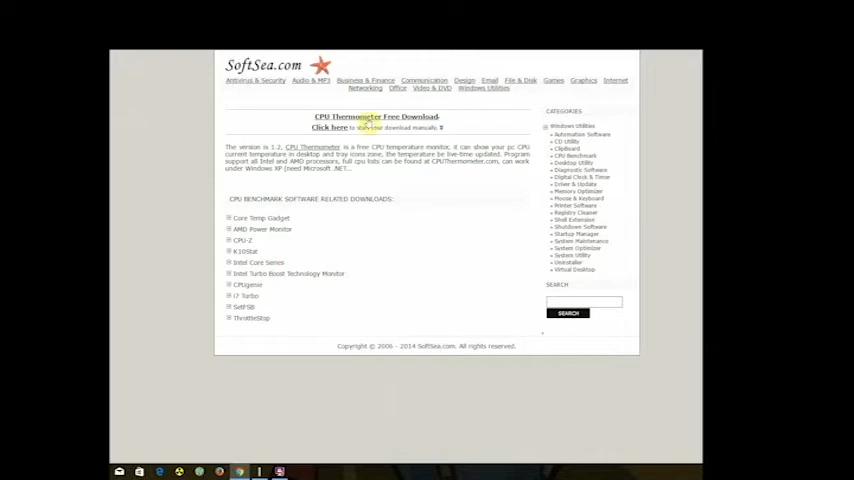 SoftSea.com
Antivirus & Security Audio & MP3 Business & Finance Communication Design Email File & Disk Games Graphics Internet
Networking Office Video & DVD Windows Utilities
CPU Thermometer Free Download.
Click here to start your download manually.
The version is 1.2, CPU Thermometer is a free CPU temperature monitor, it can show your pc CPU
current temperature in desktop and tray icons zone, the temperature be live-time updated. Program
support all Intel and AMD processors, full cpu lists can be found at CPUThermometer.com, can work
under Windows XP (need Microsoft .NET...
CPU BENCHMARK SOFTWARE RELATED DOWNLOADS:
Core Temp Gadget
AMD Power Monitor
CPU-Z
K10Stat
Intel Core Series
Intel Turbo Boost Technology Monitor
CPUgenie
i7 Turbo
SetFSB
ThrottleStop
CATEGORIES
Windows Utilities
Automation Software
CD Utility
ClipBoard
CPU Benchmark
Desktop Utility
Diagnostic Software
Digital Clock & Timer
Driver & Update
Memory Optimizer
Mouse & Keyboard
Printer Software
Registry Cleaner
Shell Extension
Shutdown Software
Startup Manager
System Maintenance
System Optimizer
System Utility
Uninstaller
Virtual Desktop
SEARCH
SEARCH
Copyright © 2006 - 2014 SoftSea.com. All rights reserved.